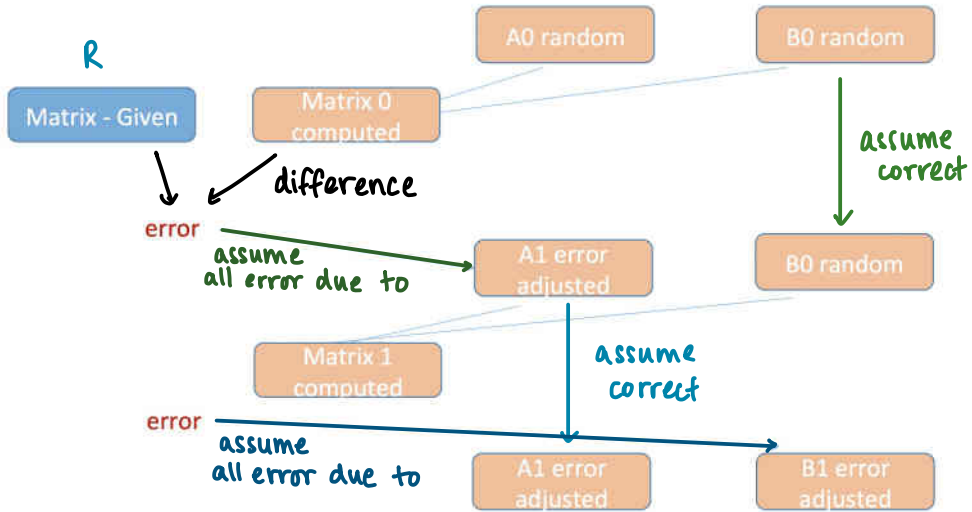 A0 random
B0 random
R
Matrix - Given
Matrix 0
computed
assume
correct
difference
error
assume
all error due to
A1 error
adjusted
B0 random
Matrix 1
computed
assume
correct
error
assume
all error due to
A1 error
adjusted
B1 error
adjusted